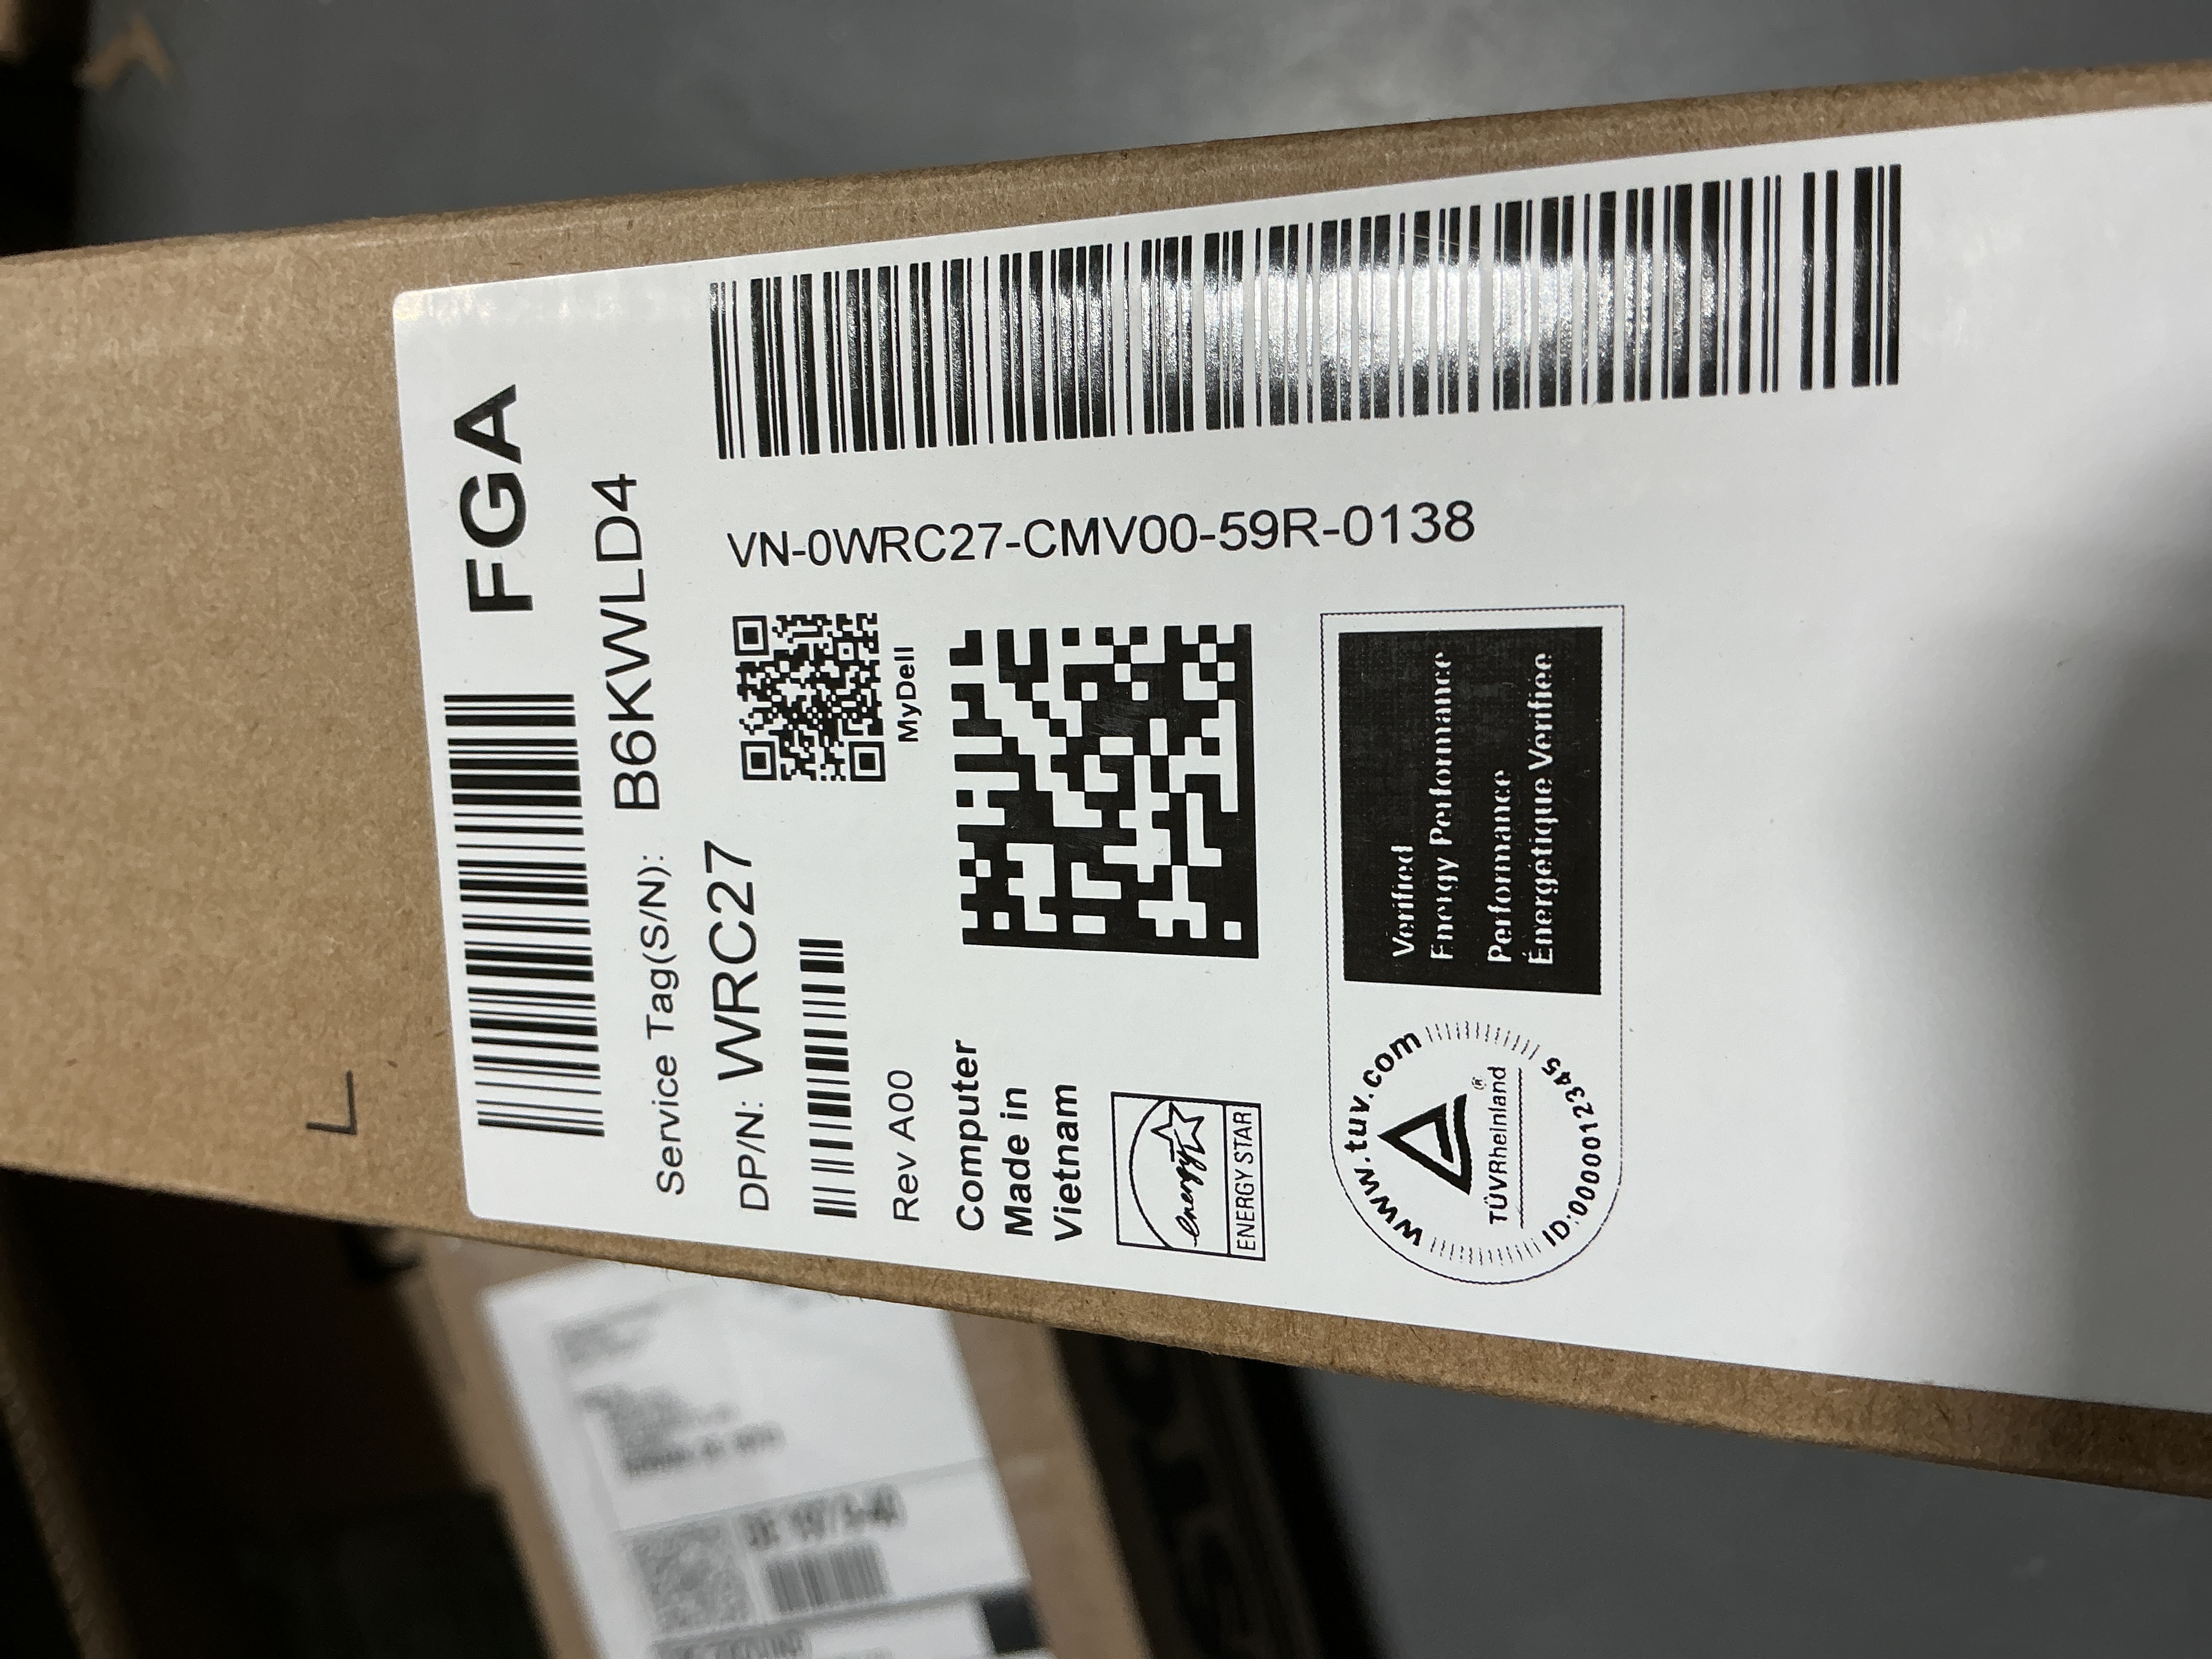 FGA
Service Tag(S/N): B6KWLD4
DP/N: WRC27
MyDell
Rev A00
VN-0WRC27-CMV00-59R-0138
Computer
Made in
Vietnam
energy
ENERGY STAR
www.tuv.com
TÜVRheinland®
ID:0000012345
Verified
Energy Performance
Performance
Énergétique Vérifiée
L